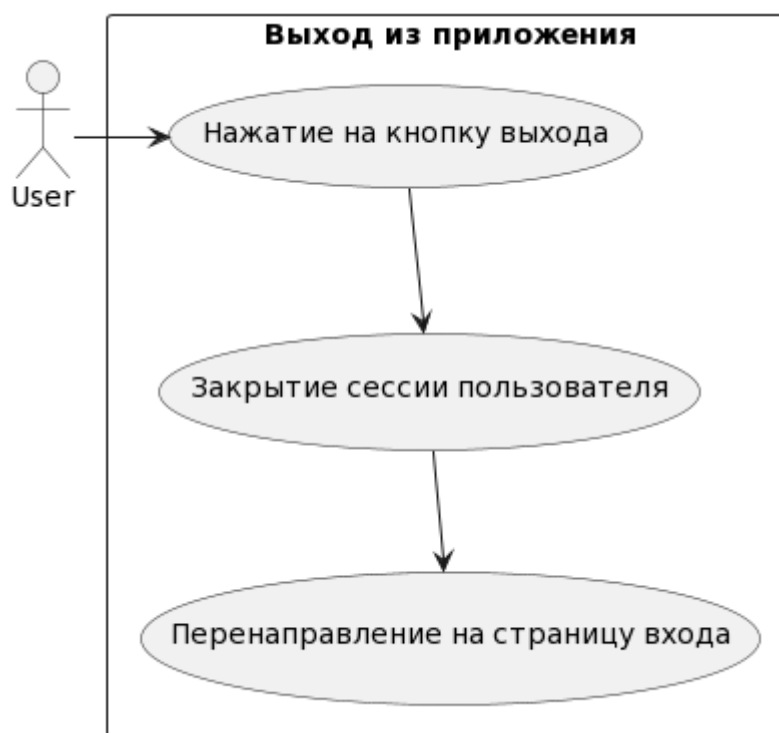 Выход из приложения
Нажатие на кнопку выхода
User
Закрытие сессии пользователя
Перенаправление на страницу входа